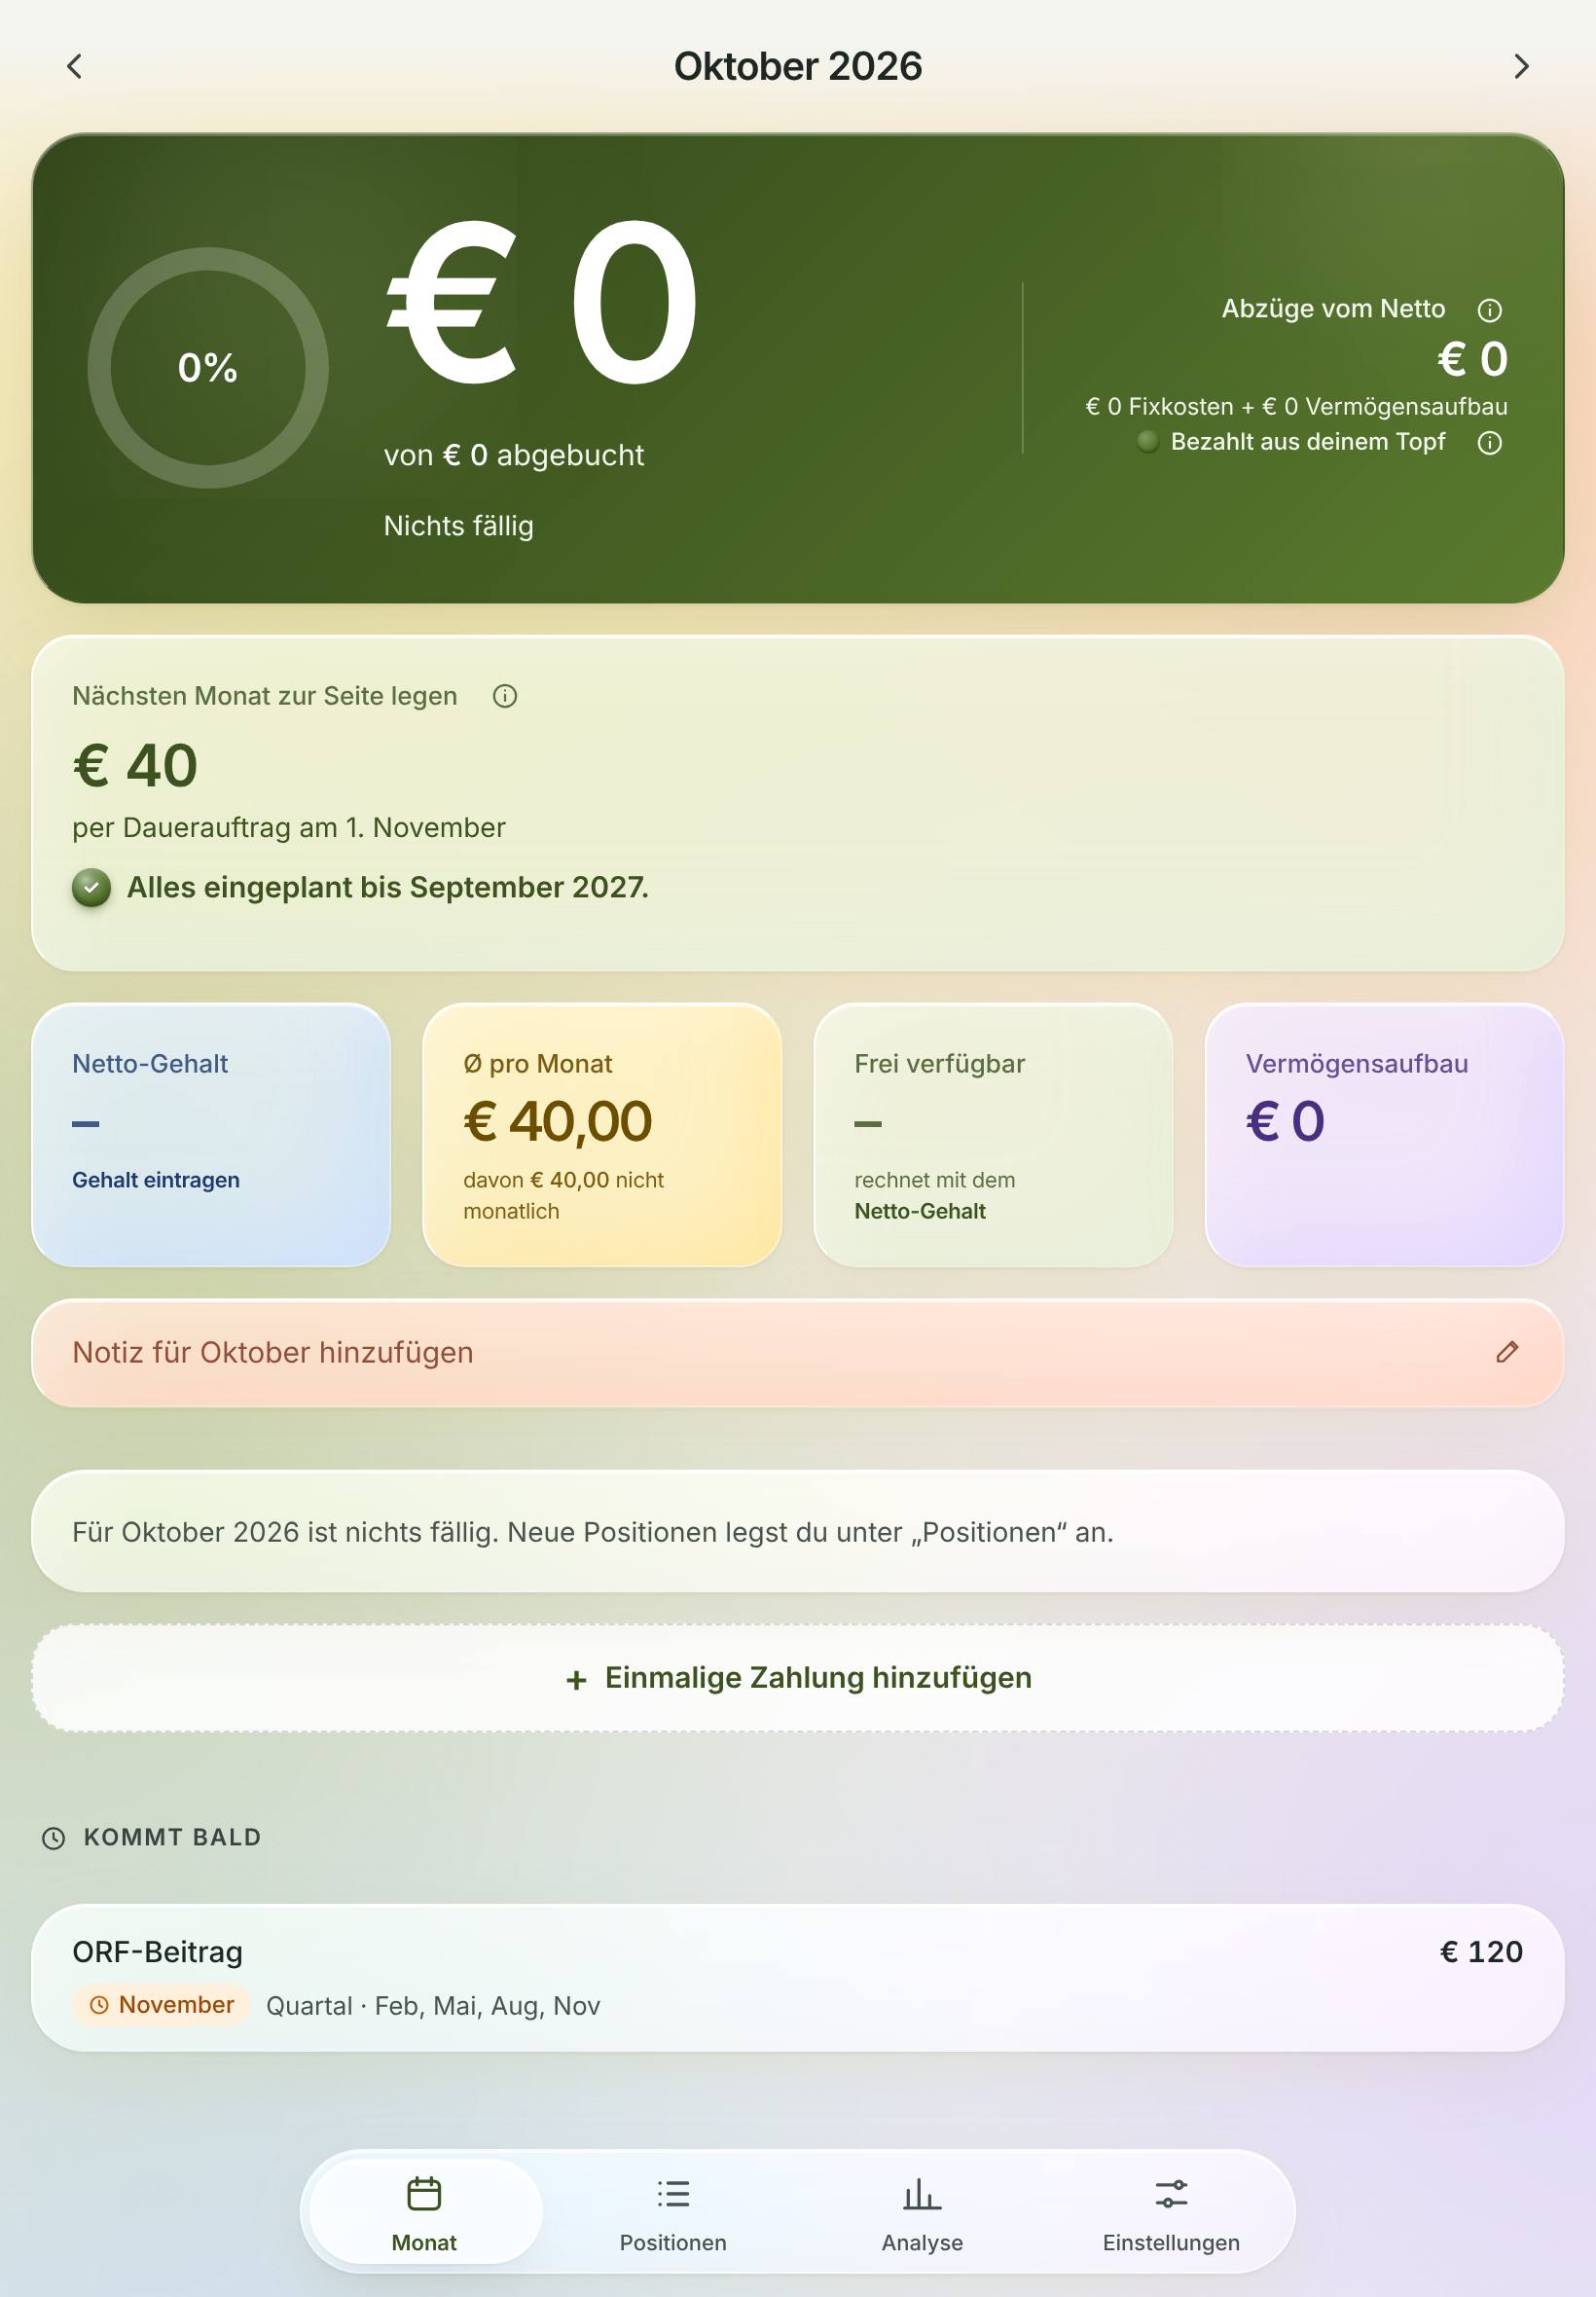 Oktober 2026
0%
€ 0
von € 0 abgebucht
Nichts fällig
Abzüge vom Netto
€ 0
€ 0 Fixkosten + € 0 Vermögensaufbau
Bezahlt aus deinem Topf
Nächsten Monat zur Seite legen
€ 40
per Dauerauftrag am 1. November
Alles eingeplant bis September 2027.
Netto-Gehalt
–
Gehalt eintragen
Ø pro Monat
€ 40,00
davon € 40,00 nicht
monatlich
Frei verfügbar
–
rechnet mit dem
Netto-Gehalt
Vermögensaufbau
€ 0
Notiz für Oktober hinzufügen
Für Oktober 2026 ist nichts fällig. Neue Positionen legst du unter „Positionen“ an.
+ Einmalige Zahlung hinzufügen
KOMMT BALD
ORF-Beitrag
€ 120
November Quartal · Feb, Mai, Aug, Nov
Monat
Positionen
Analyse
Einstellungen